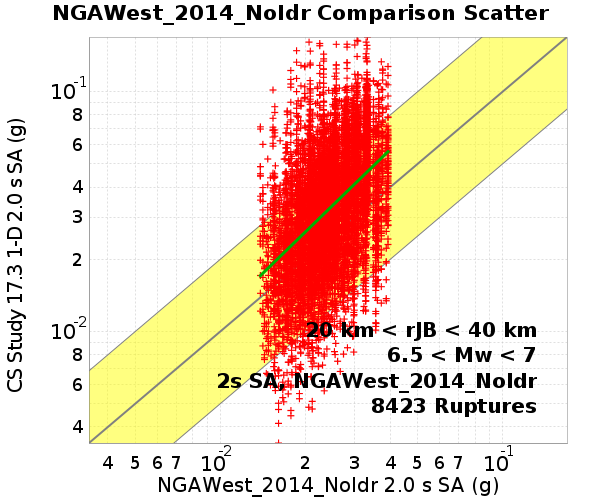 NGAWest_2014_NoIdr Comparison Scatter
CS Study 17.3 1-D 2.0 s SA (g)
10-1
8
6
4
3
2
10-2
8
6
4
20 km < rJB < 40 km
6.5 < Mw < 7
2s SA, NGAWest_2014_NoIdr
8423 Ruptures
4 5 6 7 10-2 2 3 4 5 6 7 8 10-1
NGAWest_2014_NoIdr 2.0 s SA (g)